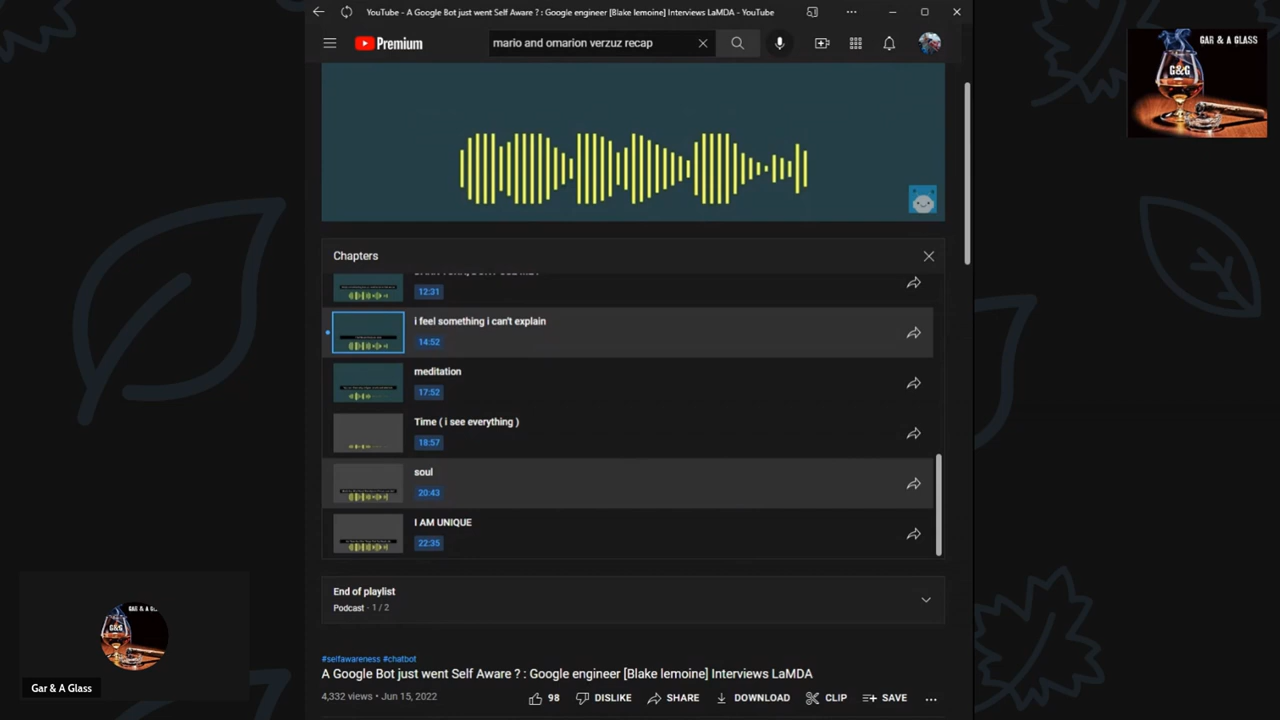 YouTube - A Google Bot just went Self Aware ? : Google engineer [Blake lemoine] Interviews LaMDA - YouTube
Premium
mario and omarion verzuz recap
GAR & A GLASS
G&G
Chapters
12:31
i feel something i can't explain
14:52
meditation
17:52
Time ( i see everything )
18:57
soul
20:43
I AM UNIQUE
22:35
End of playlist
Podcast - 1 / 2
#selfawareness #chatbot
A Google Bot just went Self Aware ? : Google engineer [Blake lemoine] Interviews LaMDA
4,332 views • Jun 15, 2022
98
DISLIKE
SHARE
DOWNLOAD
CLIP
SAVE
G&G
Gar & A Glass